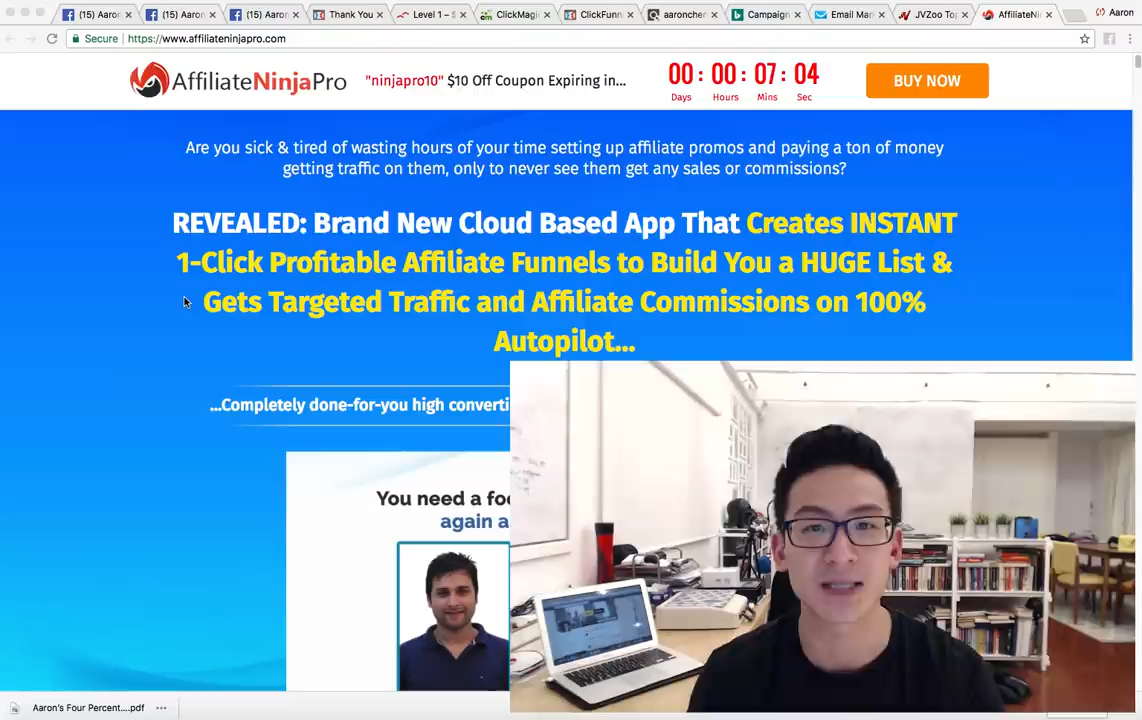 (15) Aaron
(15) Aaron
(15) Aaron
Thank You
Level 1 – S
ClickMagi
ClickFunn
aaronche
Campaign
Email Mar
JVZoo To
AffiliateNi
Aaron
Secure
https://www.affiliateninjapro.com
AffiliateNinjaPro
"ninjapro10" $10 Off Coupon Expiring in...
00 : 00 : 07 : 04
Days Hours Mins Sec
BUY NOW
Are you sick & tired of wasting hours of your time setting up affiliate promos and paying a ton of money
getting traffic on them, only to never see them get any sales or commissions?
REVEALED: Brand New Cloud Based App That Creates INSTANT
1-Click Profitable Affiliate Funnels to Build You a HUGE List &
Gets Targeted Traffic and Affiliate Commissions on 100%
Autopilot...
...Completely done-for-you high converti
You need a fo
again a
Aaron's Four Percent....pdf